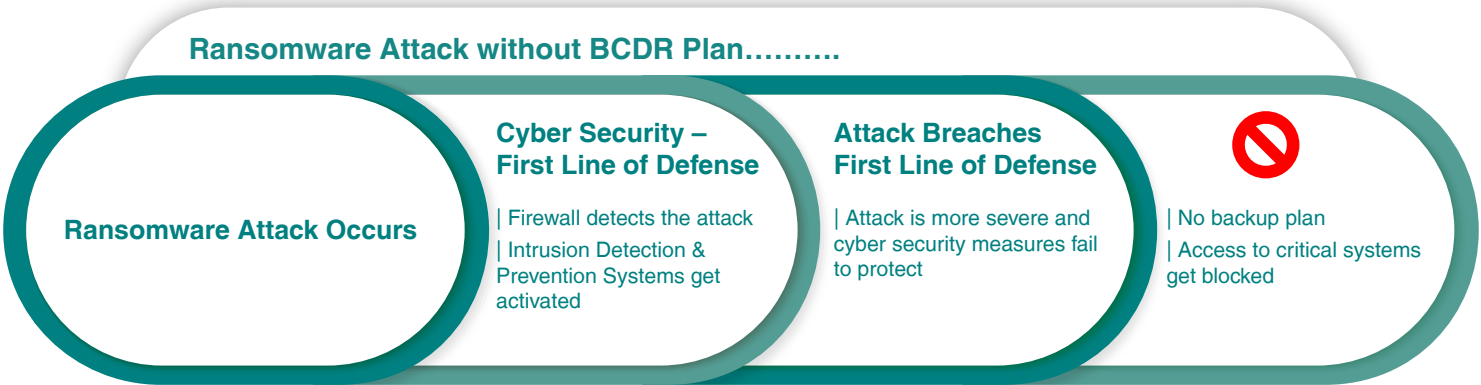 Ransomware Attack without BCDR Plan..........
Ransomware Attack Occurs
Cyber Security –
First Line of Defense
| Firewall detects the attack
| Intrusion Detection &
Prevention Systems get
activated
Attack Breaches
First Line of Defense
| Attack is more severe and
cyber security measures fail
to protect
| No backup plan
| Access to critical systems
get blocked